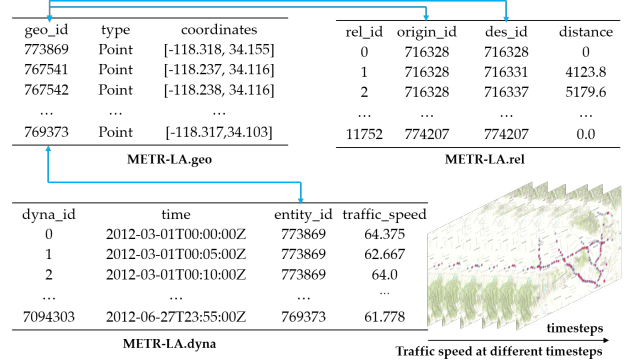 geo_id type coordinates
773869 Point [-118.318, 34.155]
767541 Point [-118.237, 34.116]
767542 Point [-118.238, 34.116]
... ... ...
769373 Point [-118.317,34.103]
METR-LA.geo
rel_id origin_id des_id distance
0 716328 716328 0
1 716328 716331 4123.8
2 716328 716337 5179.6
... ... ... ...
11752 774207 774207 0.0
METR-LA.rel
dyna_id time entity_id traffic_speed
0 2012-03-01T00:00:00Z 773869 64.375
1 2012-03-01T00:05:00Z 773869 62.667
2 2012-03-01T00:10:00Z 773869 64.0
... ... ... ...
7094303 2012-06-27T23:55:00Z 769373 61.778
METR-LA.dyna
timesteps
Traffic speed at different timesteps